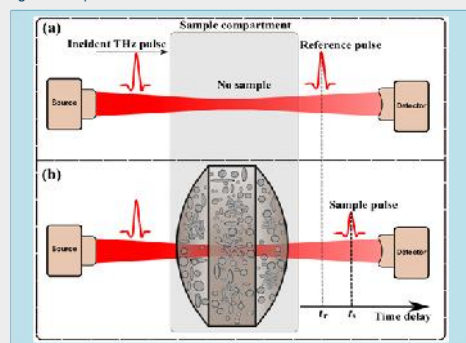 Sample compartment
(a)
Incident THz pulse
Reference pulse
No sample
Source
Detector
(b)
Sample pulse
Source
Detector
tr
ts
Time delay